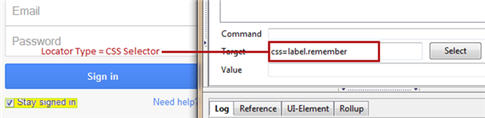 Email
Password
Locator Type = CSS Selector
Sign in
Stay signed in
Need help?
Command
Target
css=label.remember
Select
Value
Log
Reference
UI-Element
Rollup